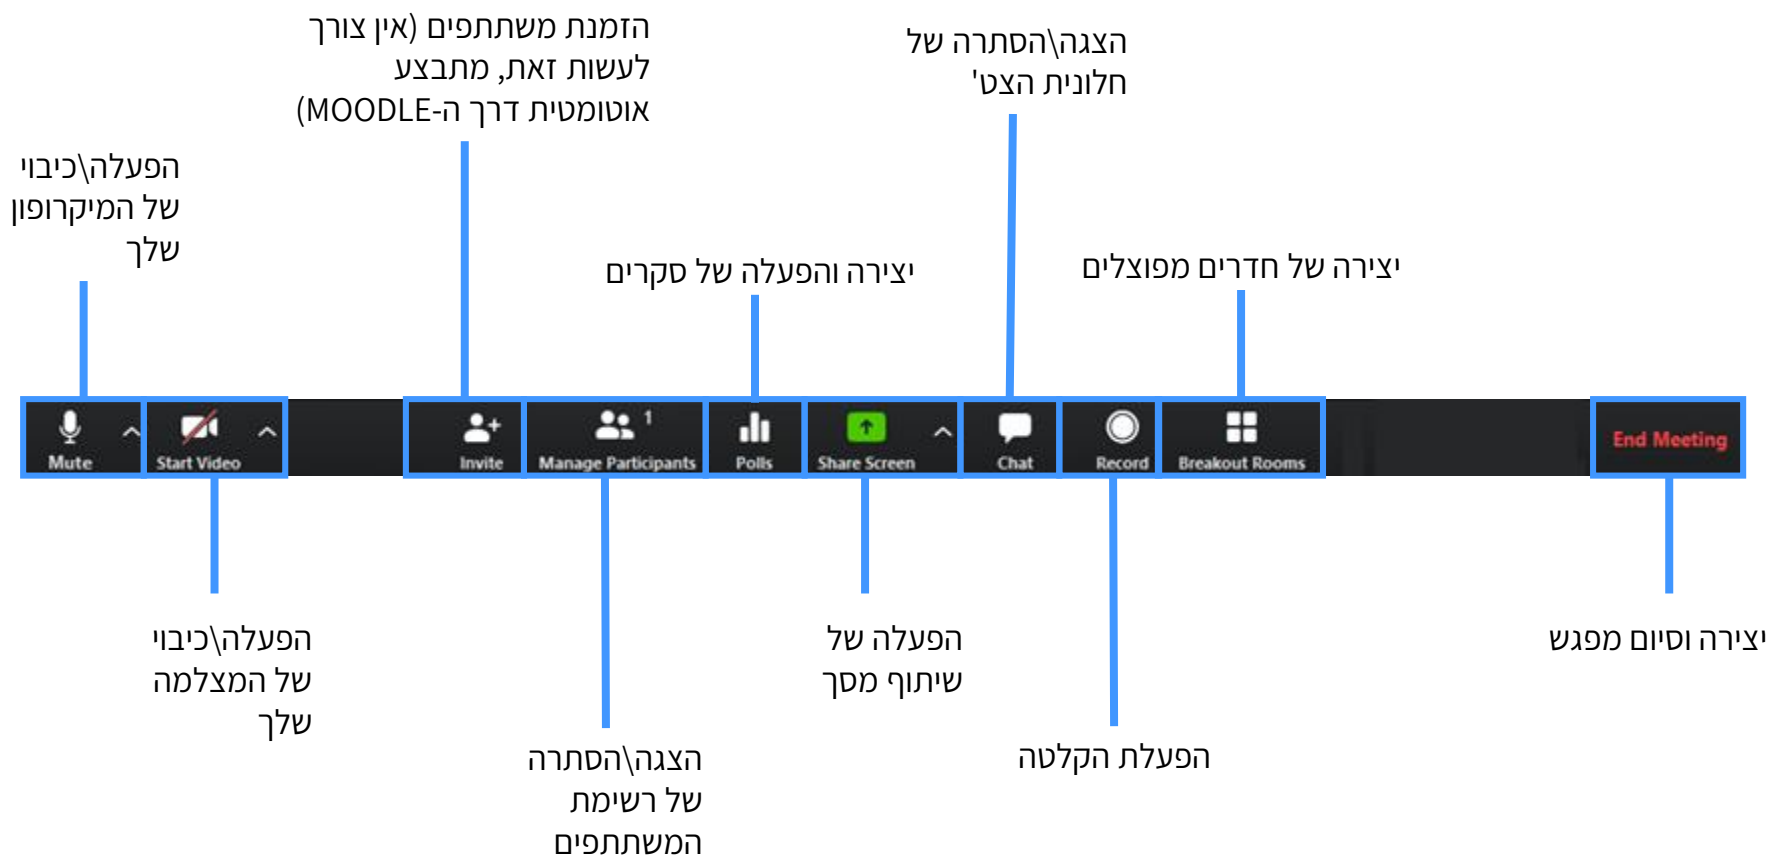 הזמנת משתתפים (אין צורך
לעשות זאת, מתבצע
אוטומטית דרך ה-MOODLE)
הצגה\הסתרה של
חלונית הצט'
הפעלה\כיבוי
של המיקרופון
שלך
יצירה והפעלה של סקרים
יצירה של חדרים מפוצלים
Mute
Start Video
Invite
1
Manage Participants
Polls
Share Screen
Chat
Record
Breakout Rooms
End Meeting
הפעלה\כיבוי
של המצלמה
שלך
הפעלה של
שיתוף מסך
יצירה וסיום מפגש
הצגה\הסתרה
של רשימת
המשתתפים
הפעלת הקלטה